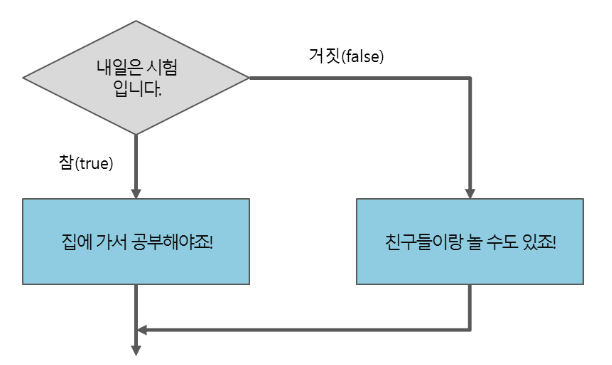 내일은 시험
입니다.
거짓(false)
참(true)
집에 가서 공부해야죠!
친구들이랑 놀 수도 있죠!